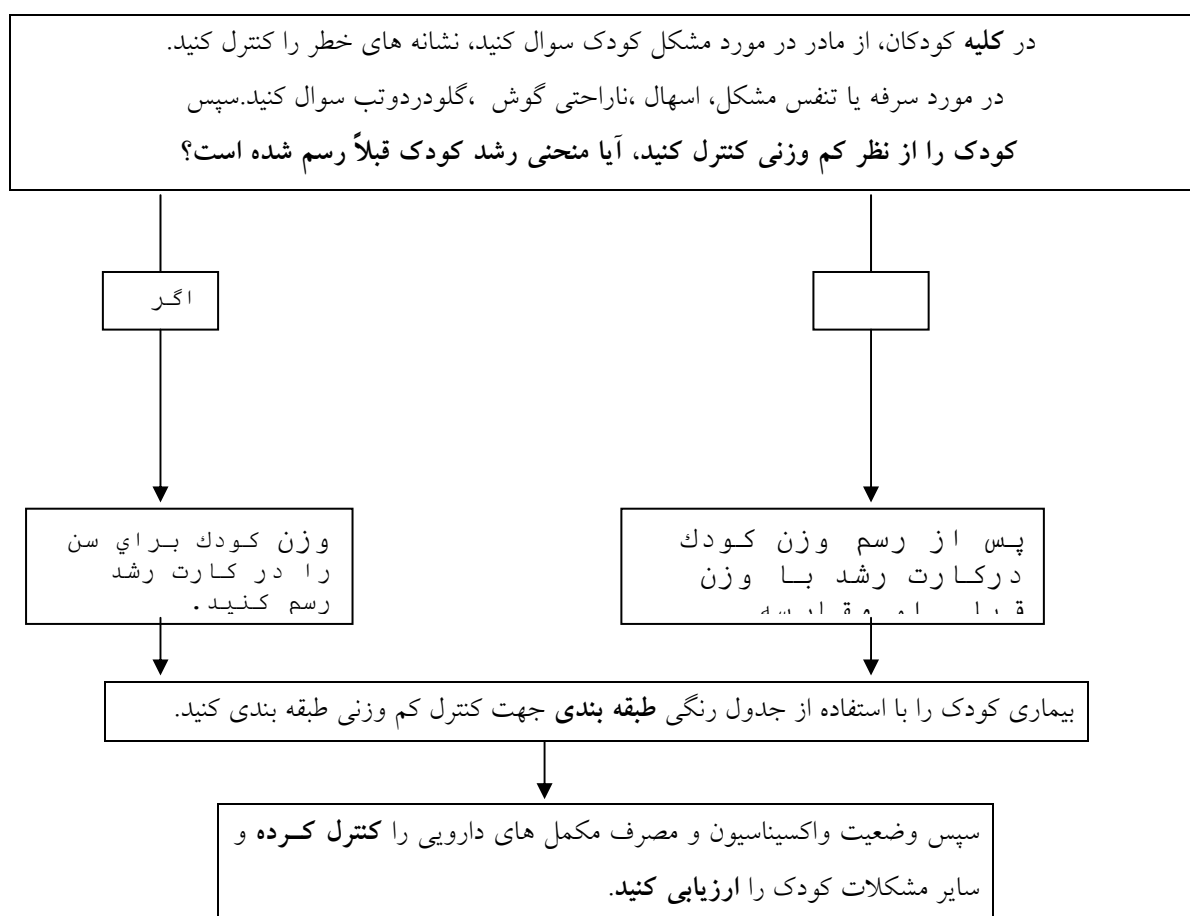 در کلیه کودکان، از مادر در مورد مشکل کودک سوال کنید، نشانه های خطر را کنترل کنید.
در مورد سرفه یا تنفس مشکل، اسهال ،ناراحتی گوش ،گلودردوتب سوال کنید.سپس
کودک را از نظر کم وزنی کنترل کنید، آیا منحنی رشد کودک قبلاً رسم شده است؟
اگر
پس از رسم وزن کودك
درکارت رشد با وزن
وزن کودك براي سن
را در کارت رشد
رسم کنید.
بیماری کودک را با استفاده از جدول رنگی طبقه بندی جهت کنترل کم وزنی طبقه بندی کنید.
سپس وضعیت واکسیناسیون و مصرف مکمل های دارویی را کنترل کـرده و
سایر مشکلات کودک را ارزیابی کنید.